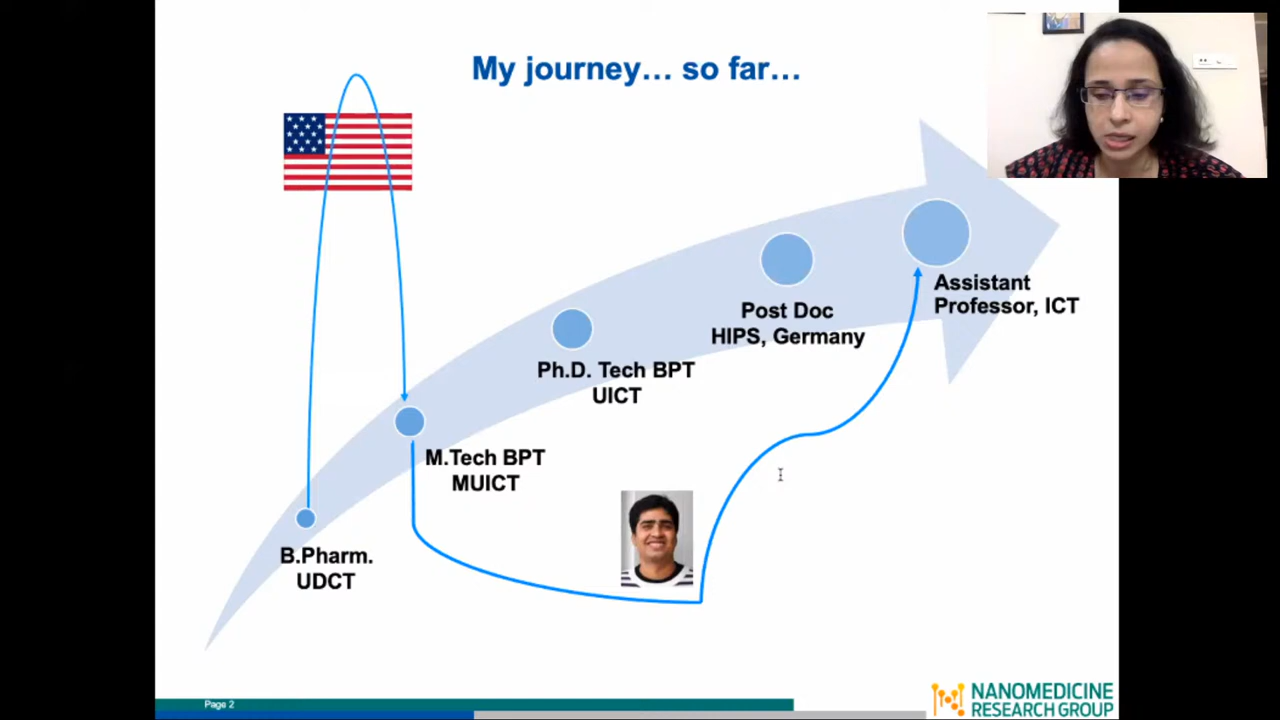 My journey… so far…
Assistant
Professor, ICT
Post Doc
HIPS, Germany
Ph.D. Tech BPT
UICT
M.Tech BPT
MUICT
B.Pharm.
UDCT
Page 2
NANOMEDICINE
RESEARCH GROUP